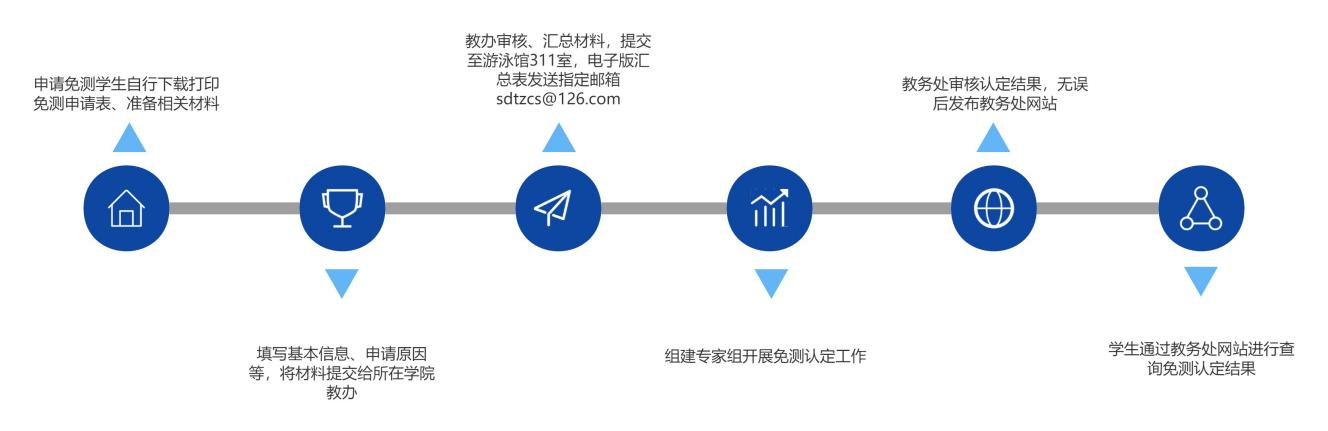 申请免测学生自行下载打印
免测申请表、准备相关材料
填写基本信息、申请原因
等，将材料提交给所在学院
教办
教办审核、汇总材料，提交
至游泳馆311室，电子版汇
总表发送指定邮箱
sdtzcs@126.com
组建专家组开展免测认定工作
教务处审核认定结果，无误
后发布教务处网站
学生通过教务处网站进行查
询免测认定结果